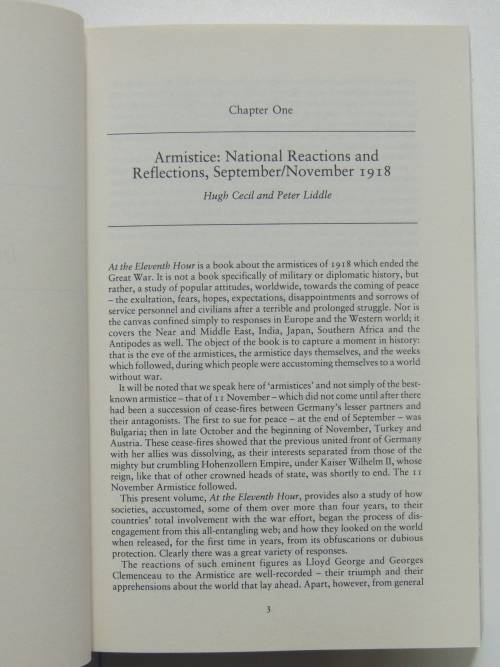 Chapter One
Armistice: National Reactions and
Reflections, September/November 1918
Hugh Cecil and Peter Liddle
At the Eleventh Hour is a book about the armistices of 1918 which ended the
Great War. It is not a book specifically of military or diplomatic history, but
rather, a study of popular attitudes, worldwide, towards the coming of peace
– the exultation, fears, hopes, expectations, disappointments and sorrows of
service personnel and civilians after a terrible and prolonged struggle. Nor is
the canvas confined simply to responses in Europe and the Western world; it
covers the Near and Middle East, India, Japan, Southern Africa and the
Antipodes as well. The object of the book is to capture a moment in history:
that is the eve of the armistices, the armistice days themselves, and the weeks
which followed, during which people were accustoming themselves to a world
without war.
It will be noted that we speak here of 'armistices' and not simply of the best-
known armistice – that of 11 November – which did not come until after there
had been a succession of cease-fires between Germany's lesser partners and
their antagonists. The first to sue for peace – at the end of September – was
Bulgaria; then in late October and the beginning of November, Turkey and
Austria. These cease-fires showed that the previous united front of Germany
with her allies was dissolving, as their interests separated from those of the
mighty but crumbling Hohenzollern Empire, under Kaiser Wilhelm II, whose
reign, like that of other crowned heads of state, was shortly to end. The 11
November Armistice followed.
This present volume, At the Eleventh Hour, provides also a study of how
societies, accustomed, some of them over more than four years, to their
countries' total involvement with the war effort, began the process of dis-
engagement from this all-entangling web; and how they looked on the world
when released, for the first time in years, from its obfuscations or dubious
protection. Clearly there was a great variety of responses.
The reactions of such eminent figures as Lloyd George and Georges
Clemenceau to the Armistice are well-recorded – their triumph and their
apprehensions about the world that lay ahead. Apart, however, from general
3